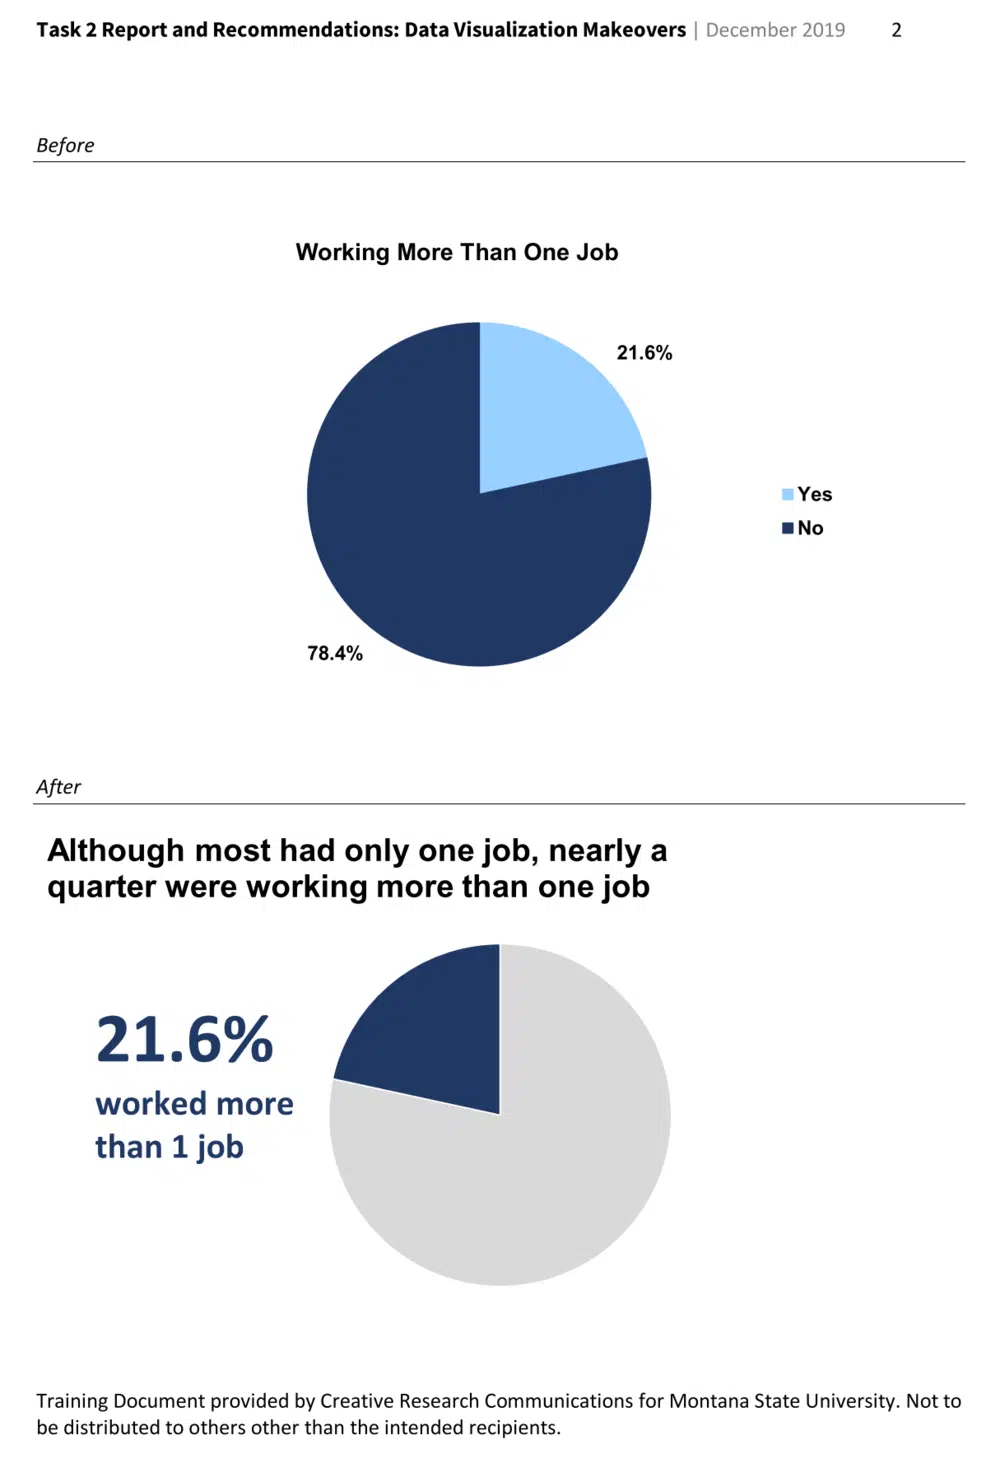 Task 2 Report and Recommendations: Data Visualization Makeovers | December 2019 2
Before
Working More Than One Job
21.6%
Yes
No
78.4%
After
Although most had only one job, nearly a
quarter were working more than one job
21.6%
worked more
than 1 job
Training Document provided by Creative Research Communications for Montana State University. Not to
be distributed to others other than the intended recipients.